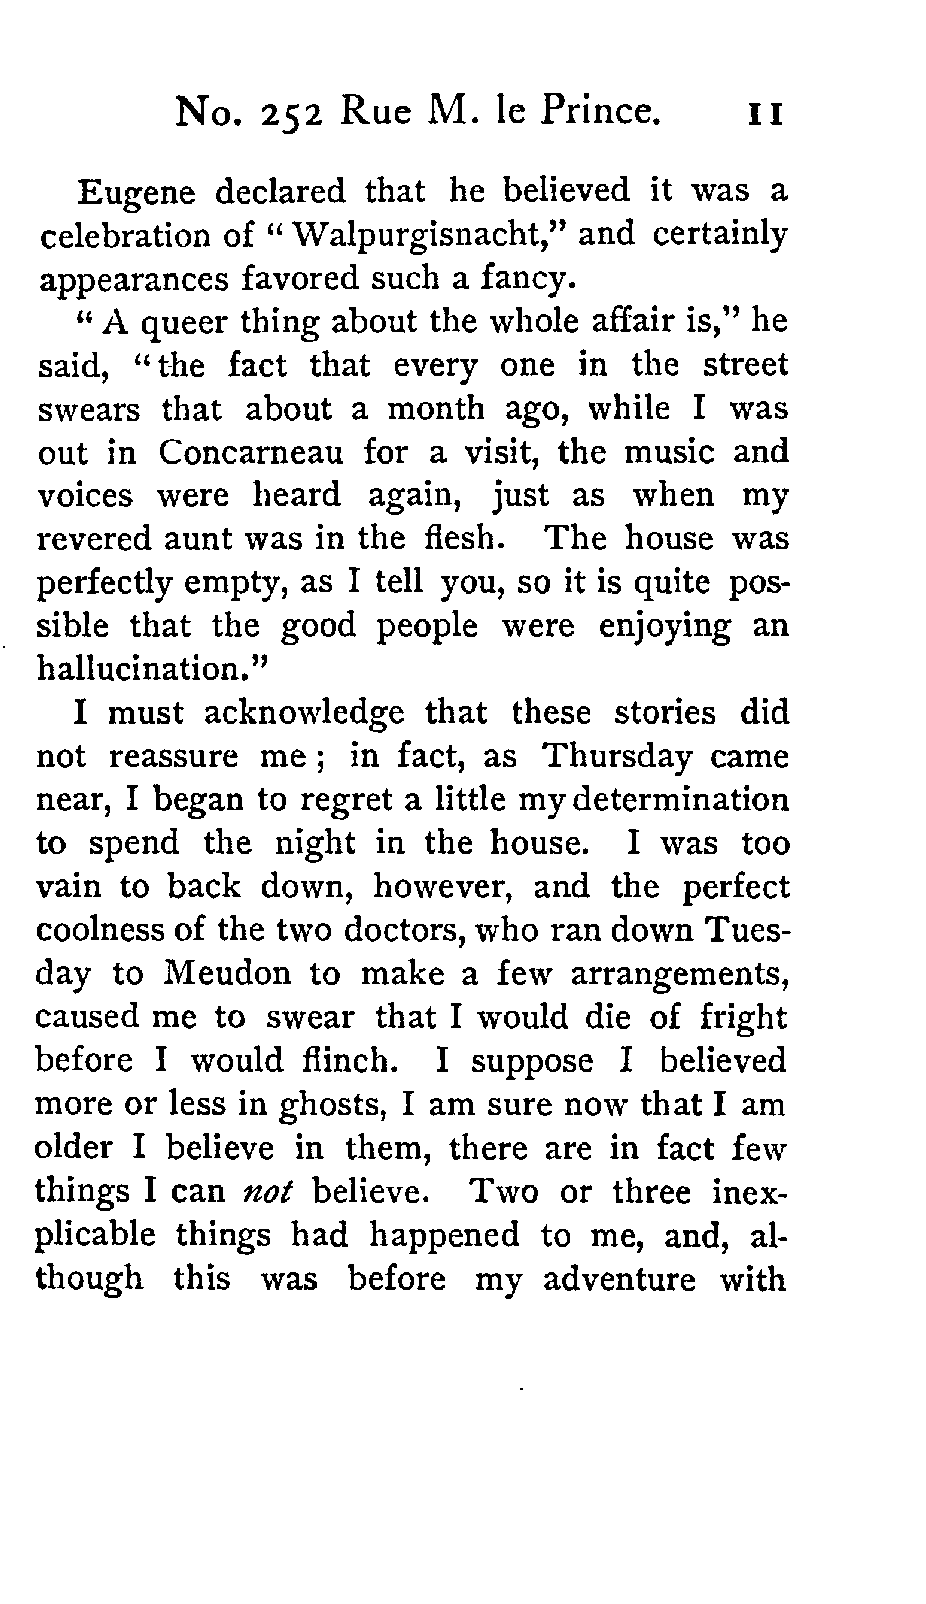 No. 252 Rue M. le Prince. 11
Eugene declared that he believed it was a
celebration of “Walpurgisnacht,” and certainly
appearances favored such a fancy.
“A queer thing about the whole affair is,” he
said, “the fact that every one in the street
swears that about a month ago, while I was
out in Concarneau for a visit, the music and
voices were heard again, just as when my
revered aunt was in the flesh. The house was
perfectly empty, as I tell you, so it is quite pos-
sible that the good people were enjoying an
hallucination.”
I must acknowledge that these stories did
not reassure me ; in fact, as Thursday came
near, I began to regret a little my determination
to spend the night in the house. I was too
vain to back down, however, and the perfect
coolness of the two doctors, who ran down Tues-
day to Meudon to make a few arrangements,
caused me to swear that I would die of fright
before I would flinch. I suppose I believed
more or less in ghosts, I am sure now that I am
older I believe in them, there are in fact few
things I can not believe. Two or three inex-
plicable things had happened to me, and, al-
though this was before my adventure with